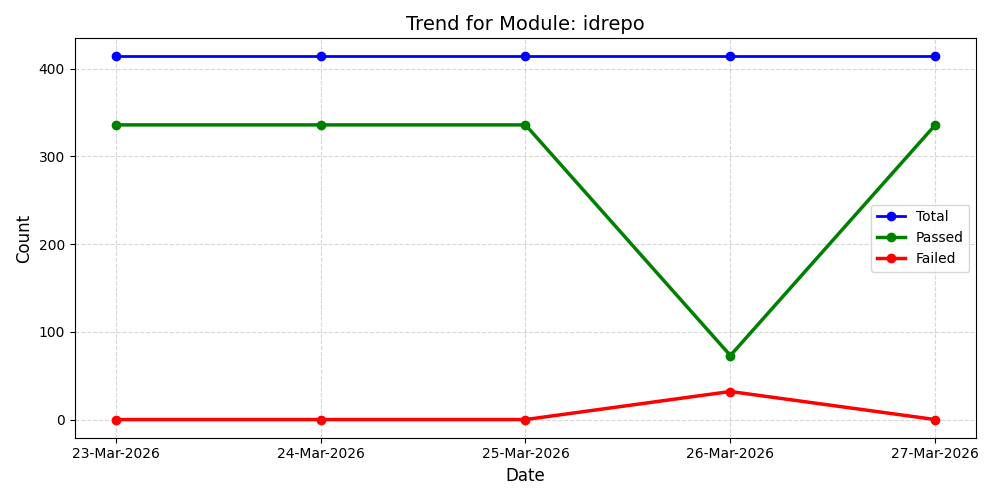 Trend for Module: idrepo
400
300
200
100
0
Count
Total
Passed
Failed
23-Mar-2026
24-Mar-2026
25-Mar-2026
26-Mar-2026
27-Mar-2026
Date